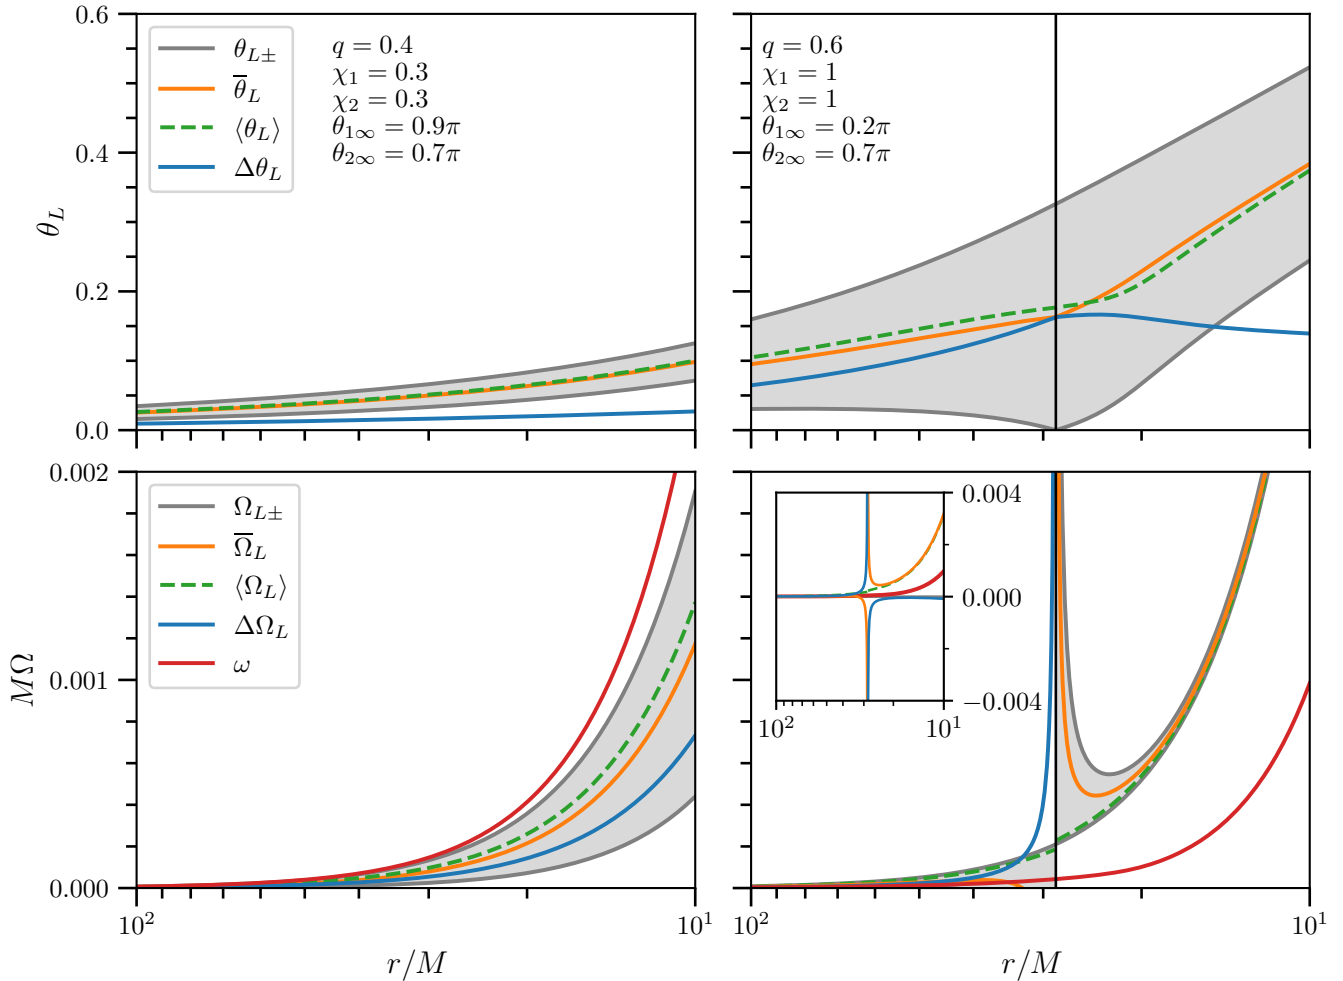 0.6
0.4
0.2
0.0
θ_L
θ_{L±}
θ̅_L
⟨θ_L⟩
Δθ_L
q = 0.4
χ₁ = 0.3
χ₂ = 0.3
θ_{1∞} = 0.9π
θ_{2∞} = 0.7π
q = 0.6
χ₁ = 1
χ₂ = 1
θ_{1∞} = 0.2π
θ_{2∞} = 0.7π
0.002
0.001
0.000
MΩ
Ω_{L±}
Ω̅_L
⟨Ω_L⟩
ΔΩ_L
ω
10² 10¹
r/M
0.004
0.000
−0.004
10² 10¹
10² 10¹
r/M